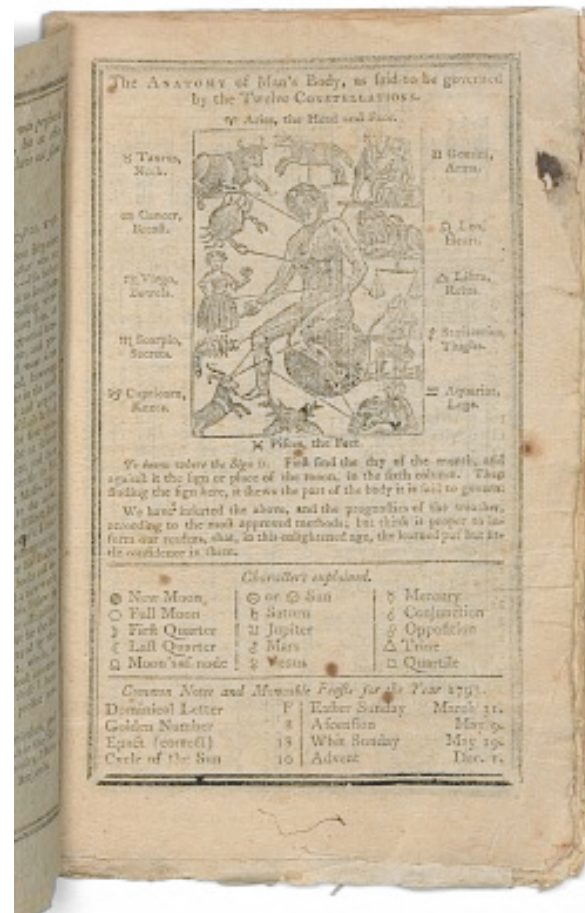 The ANATOMY of Man's Body, as ſaid to be governed
by the Twelve CONSTELLATIONS.
♈ Aries, the Head and Face.
♉ Taurus,
Neck.
♊ Gemini,
Arms.
♋ Cancer,
Breaſt.
♌ Leo,
Heart.
♍ Virgo,
Bowels.
♎ Libra,
Reins.
♏ Scorpio,
Secrets.
♐ Sagittarius,
Thighs.
♑ Capricorn,
Knees.
♒ Aquarius,
Legs.
♓ Piſces, the Feet.
To know where the Sign is. Firſt find the day of the month, and
againſt it the ſign or place of the moon, in the ſixth column. Then
finding the ſign here, it ſhews the part of the body it is ſaid to govern.
We have inſerted the above, and the prognoſtics of the weather,
according to the moſt approved methods; but think it proper to in-
form our readers, that, in this enlightened age, the learned put but lit-
tle confidence in them.
Characters explained.
New Moon,
Full Moon
☽ Firſt Quarter
☾ Laſt Quarter
☊ Moon's node
☉ or Sun
♄ Saturn
♃ Jupiter
♂ Mars
♀ Venus
☿ Mercury
☌ Conjunction
☍ Oppoſition
△ Trine
□ Quartile
Common Notes and Moveable Feaſts for the Year 1793.
Dominical Letter F
Golden Number 8
Epact (correct) 18
Cycle of the Sun 10
Eaſter Sunday March 31.
Aſcenſion May 9.
Whit Sunday May 19.
Advent Dec. 1.